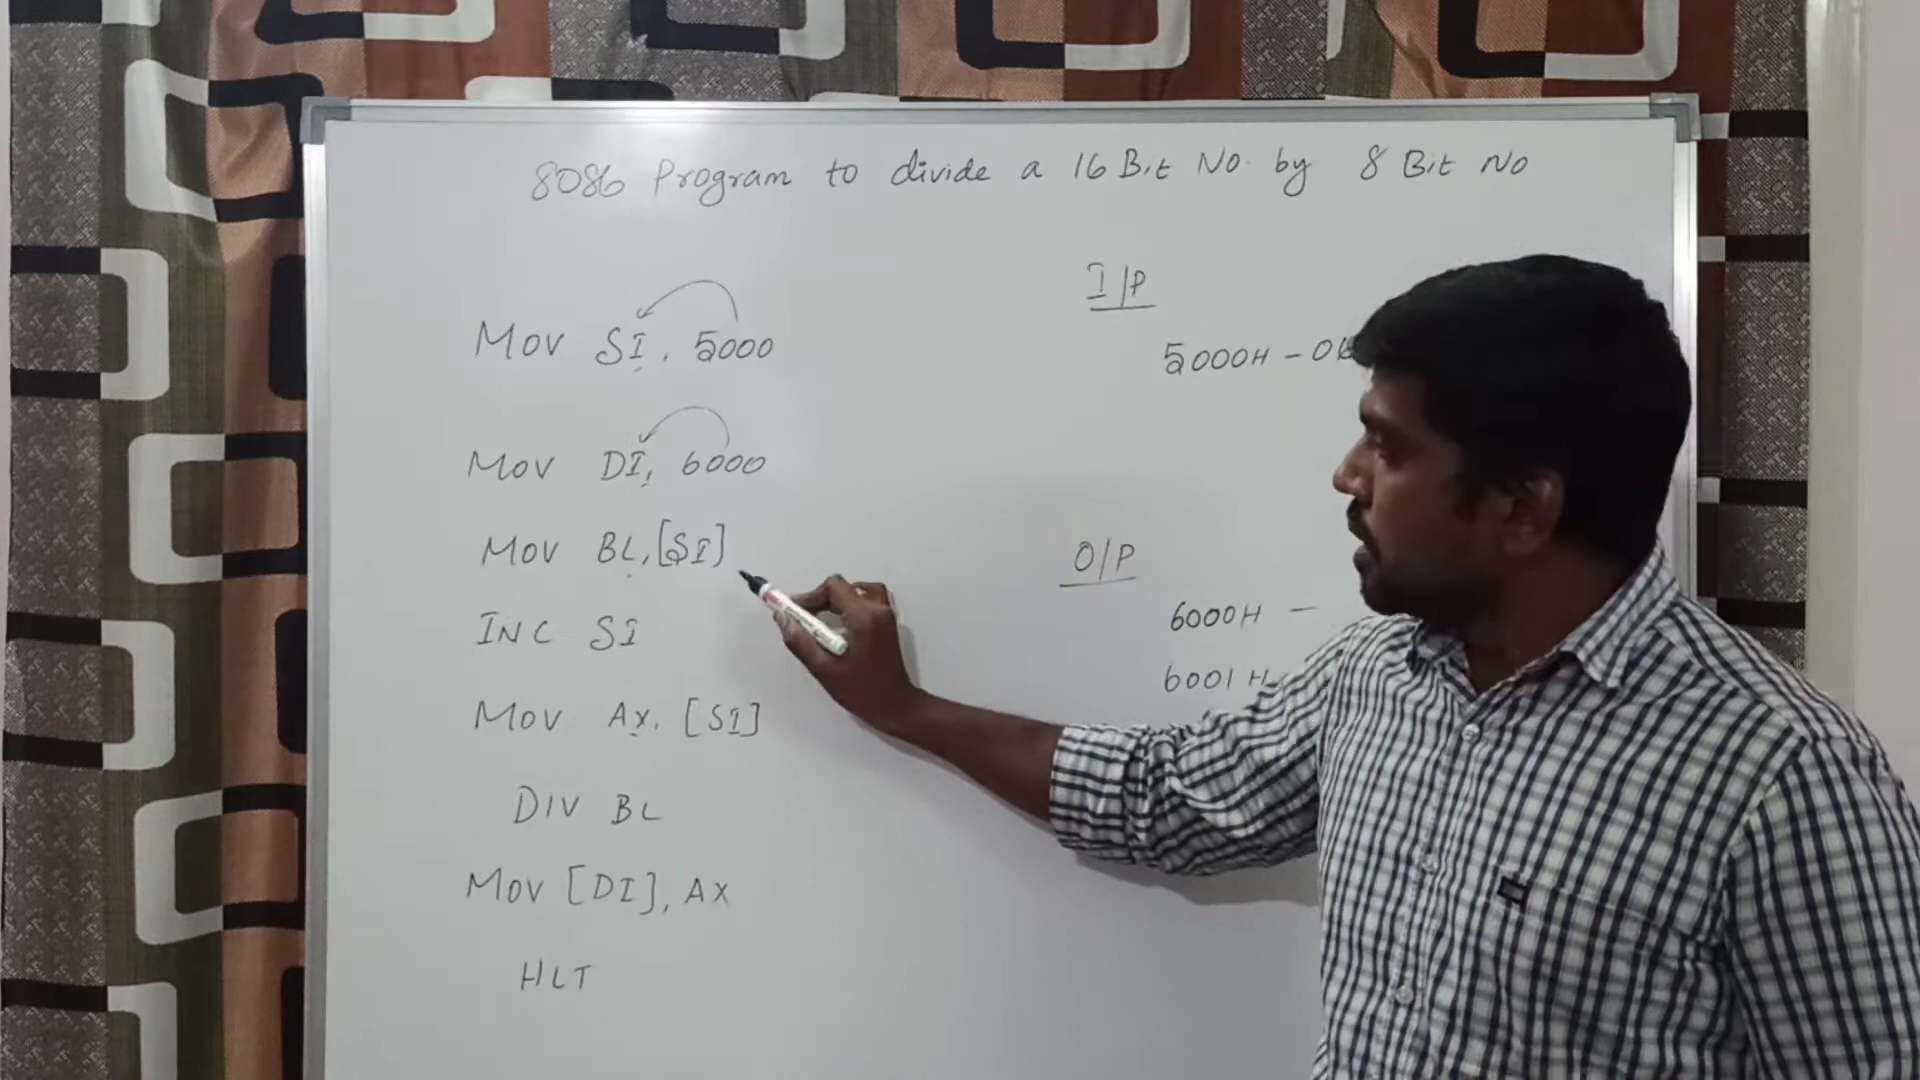 8086 Program to divide a 16 Bit No. by 8 Bit No
MOV SI, 5000
MOV DI, 6000
MOV BL, [SI]
INC SI
MOV AX, [SI]
DIV BL
MOV [DI], AX
HLT
I/P
5000H - 0
O/P
6000H -
6001H